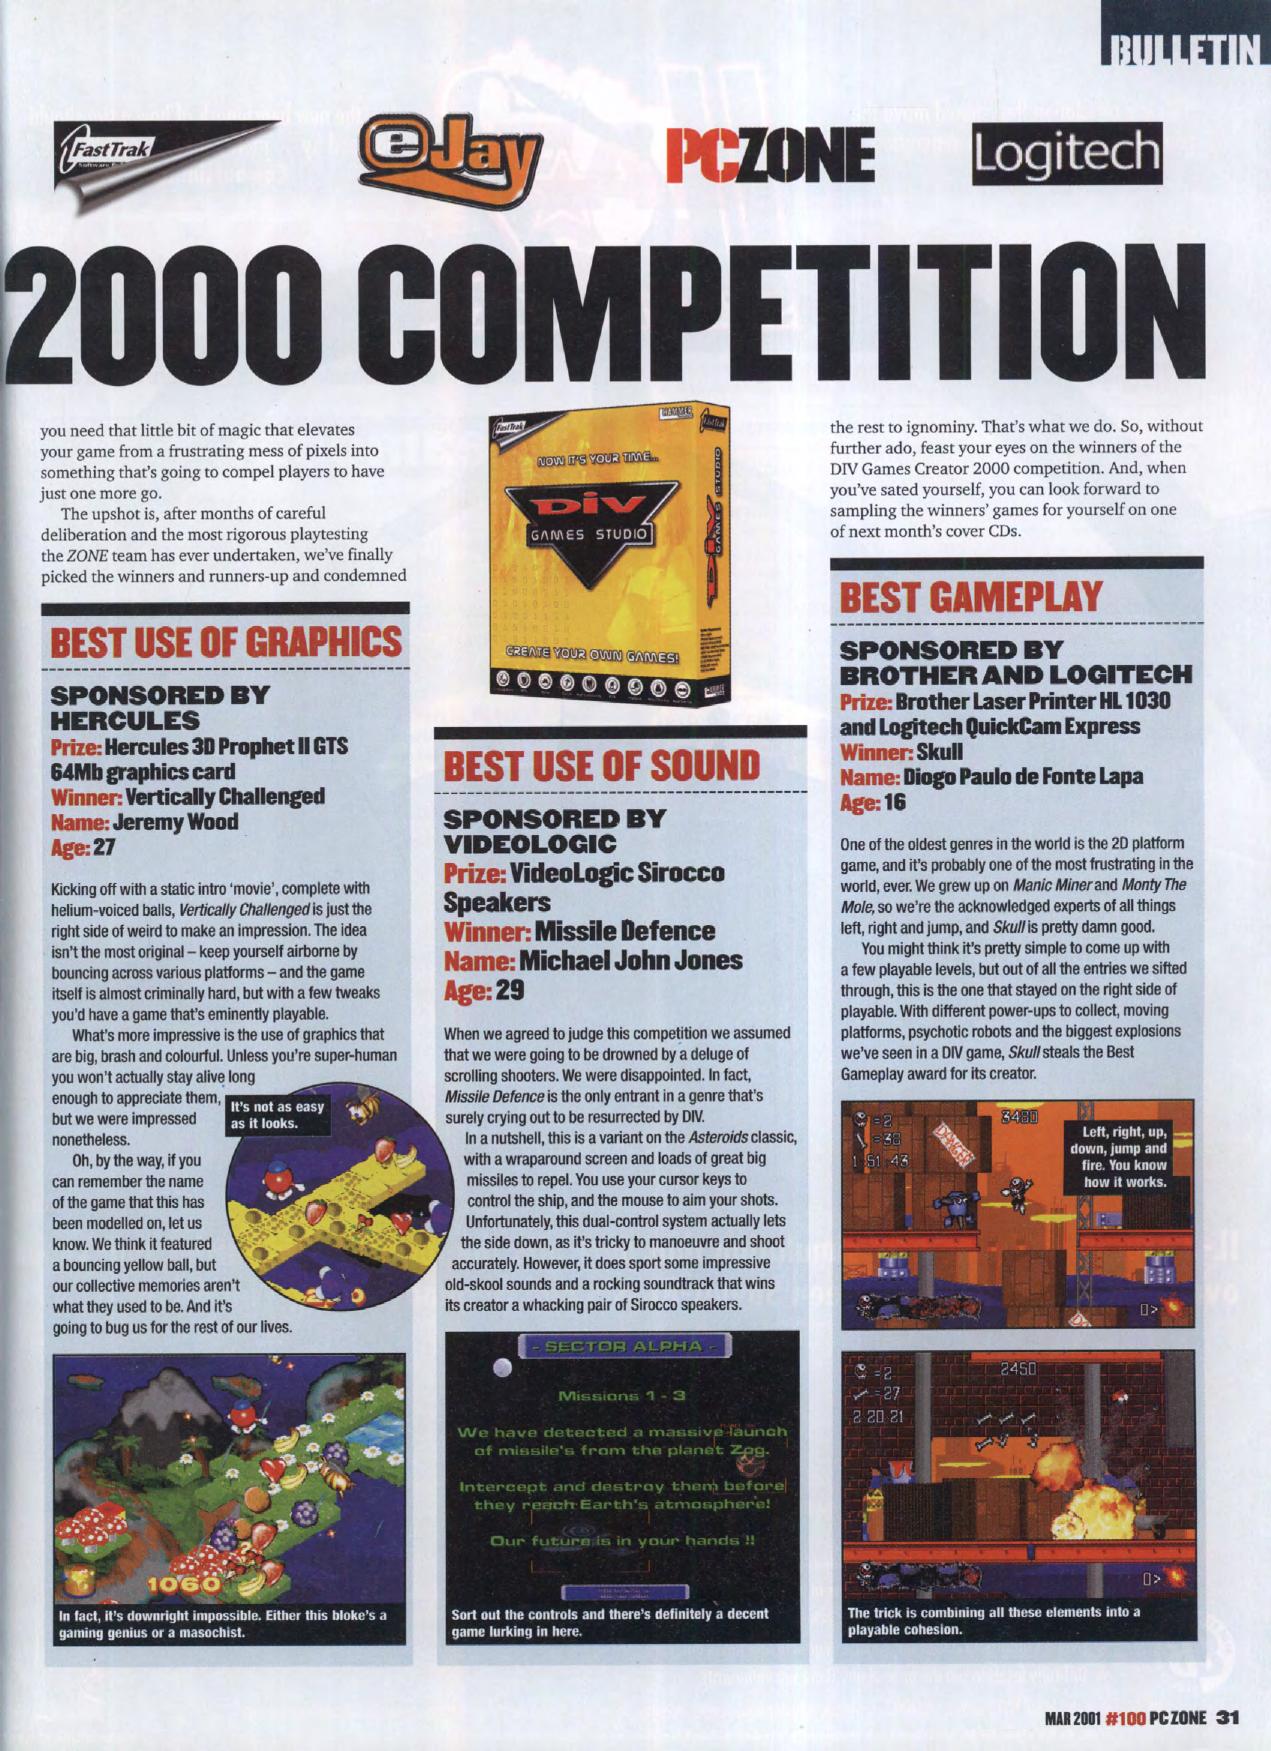 BULLETIN
FastTrak
eJay
PCZONE
Logitech
2000 COMPETITION
you need that little bit of magic that elevates
your game from a frustrating mess of pixels into
something that's going to compel players to have
just one more go.
The upshot is, after months of careful
deliberation and the most rigorous playtesting
the ZONE team has ever undertaken, we've finally
picked the winners and runners-up and condemned
BEST USE OF GRAPHICS
SPONSORED BY
HERCULES
Prize: Hercules 3D Prophet II GTS
64Mb graphics card
Winner: Vertically Challenged
Name: Jeremy Wood
Age: 27
Kicking off with a static intro 'movie', complete with
helium-voiced balls, Vertically Challenged is just the
right side of weird to make an impression. The idea
isn't the most original – keep yourself airborne by
bouncing across various platforms – and the game
itself is almost criminally hard, but with a few tweaks
you'd have a game that's eminently playable.
What's more impressive is the use of graphics that
are big, brash and colourful. Unless you're super-human
you won't actually stay alive long
enough to appreciate them,
but we were impressed
nonetheless.
Oh, by the way, if you
can remember the name
of the game that this has
been modelled on, let us
know. We think it featured
a bouncing yellow ball, but
our collective memories aren't
what they used to be. And it's
going to bug us for the rest of our lives.
It's not as easy
as it looks.
1060
In fact, it's downright impossible. Either this bloke's a
gaming genius or a masochist.
HAMMER
FastTrak
FastTrak
NOW IT'S YOUR TIME...
DIV
GAMES STUDIO
DIV GAMES STUDIO
CREATE YOUR OWN GAMES!
BEST USE OF SOUND
SPONSORED BY
VIDEOLOGIC
Prize: VideoLogic Sirocco
Speakers
Winner: Missile Defence
Name: Michael John Jones
Age: 29
When we agreed to judge this competition we assumed
that we were going to be drowned by a deluge of
scrolling shooters. We were disappointed. In fact,
Missile Defence is the only entrant in a genre that's
surely crying out to be resurrected by DIV.
In a nutshell, this is a variant on the Asteroids classic,
with a wraparound screen and loads of great big
missiles to repel. You use your cursor keys to
control the ship, and the mouse to aim your shots.
Unfortunately, this dual-control system actually lets
the side down, as it's tricky to manoeuvre and shoot
accurately. However, it does sport some impressive
old-skool sounds and a rocking soundtrack that wins
its creator a whacking pair of Sirocco speakers.
- SECTOR ALPHA -
Missions 1 - 3
We have detected a massive launch
of missile's from the planet Zog.
Intercept and destroy them before
they reach Earth's atmosphere!
Our future is in your hands !!
Sort out the controls and there's definitely a decent
game lurking in here.
the rest to ignominy. That's what we do. So, without
further ado, feast your eyes on the winners of the
DIV Games Creator 2000 competition. And, when
you've sated yourself, you can look forward to
sampling the winners' games for yourself on one
of next month's cover CDs.
BEST GAMEPLAY
SPONSORED BY
BROTHER AND LOGITECH
Prize: Brother Laser Printer HL 1030
and Logitech QuickCam Express
Winner: Skull
Name: Diogo Paulo de Fonte Lapa
Age: 16
One of the oldest genres in the world is the 2D platform
game, and it's probably one of the most frustrating in the
world, ever. We grew up on Manic Miner and Monty The
Mole, so we're the acknowledged experts of all things
left, right and jump, and Skull is pretty damn good.
You might think it's pretty simple to come up with
a few playable levels, but out of all the entries we sifted
through, this is the one that stayed on the right side of
playable. With different power-ups to collect, moving
platforms, psychotic robots and the biggest explosions
we've seen in a DIV game, Skull steals the Best
Gameplay award for its creator.
=2
=38
1 51 43
3480
DANGER
Left, right, up,
down, jump and
fire. You know
how it works.
0>
=2
=27
2 20 21
2450
0>
The trick is combining all these elements into a
playable cohesion.
MAR 2001 #100 PC ZONE 31